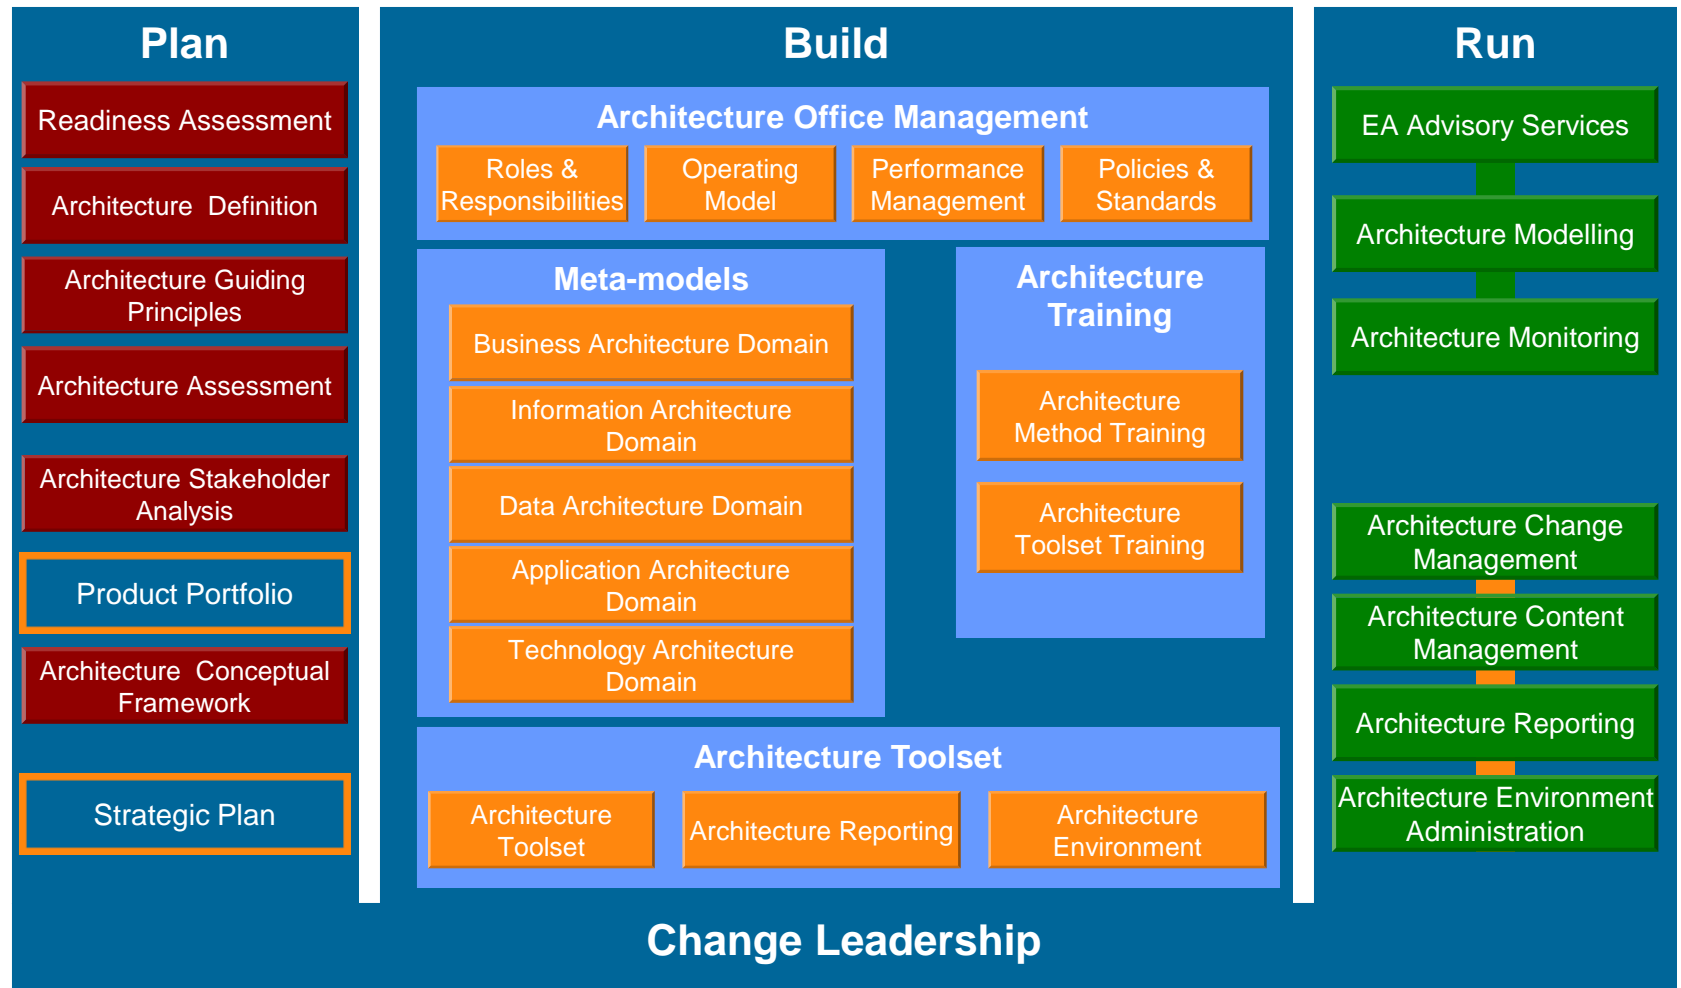 Plan
Readiness Assessment
Architecture Definition
Architecture Guiding
Principles
Architecture Assessment
Architecture Stakeholder
Analysis
Product Portfolio
Architecture Conceptual
Framework
Strategic Plan
Build
Architecture Office Management
Roles &
Responsibilities
Operating
Model
Performance
Management
Policies &
Standards
Meta-models
Business Architecture Domain
Information Architecture
Domain
Data Architecture Domain
Application Architecture
Domain
Technology Architecture
Domain
Architecture
Training
Architecture
Method Training
Architecture
Toolset Training
Architecture Toolset
Architecture
Toolset
Architecture Reporting
Architecture
Environment
Run
EA Advisory Services
Architecture Modelling
Architecture Monitoring
Architecture Change
Management
Architecture Content
Management
Architecture Reporting
Architecture Environment
Administration
Change Leadership